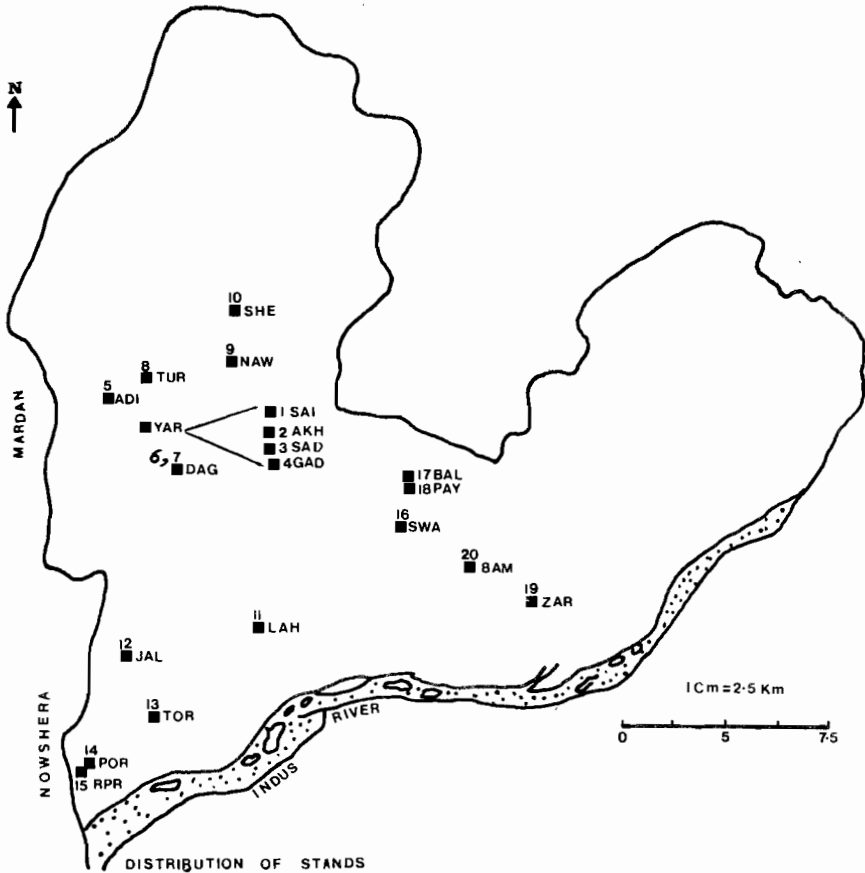 N
10
SHE
9
NAW
8
TUR
5
ADI
YAR
1 SAI
2 AKH
3 SAD
4 GAD
6, 7
DAG
17 BAL
18 PAY
16
SWA
20
BAM
19
ZAR
11
LAH
12
JAL
13
TOR
14
POR
15 RPR
MARDAN
NOWSHERA
INDUS
RIVER
1 Cm = 2·5 Km
0 5 7·5
DISTRIBUTION OF STANDS